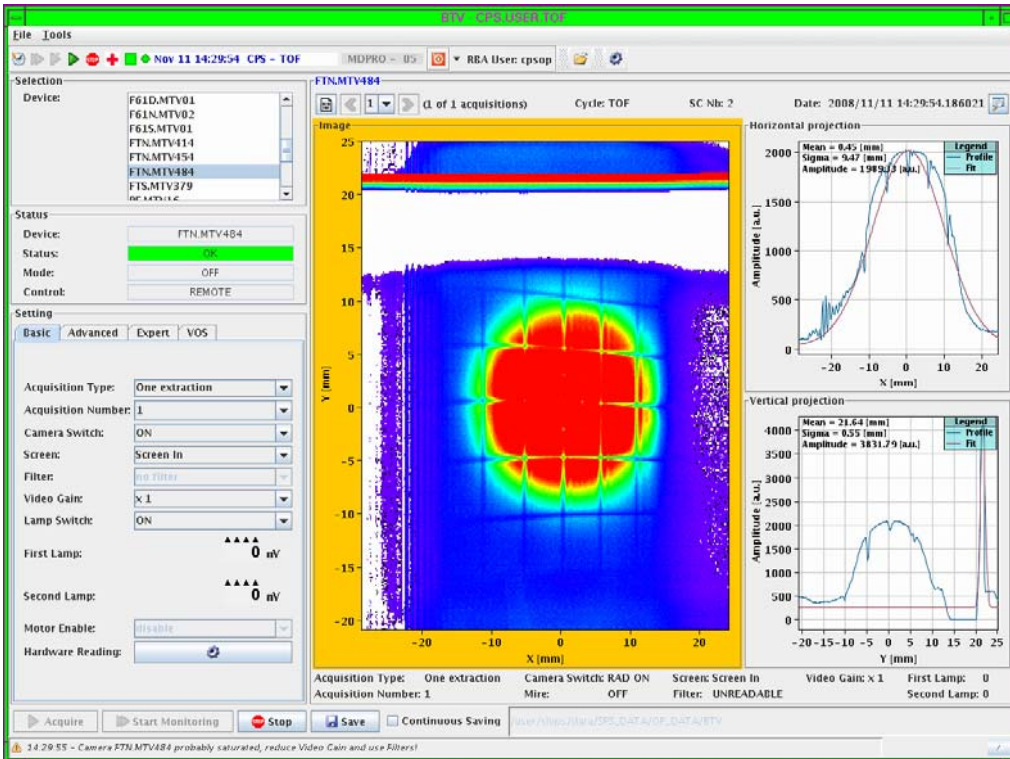 BTV - CPS.USER.TOF
File Tools
Nov 11 14:29:54 CPS - TOF MDPRO - 05 RBA User: cpsop
Selection
Device:
F61D.MTV01
F61N.MTV02
F61S.MTV01
FTN.MTV414
FTN.MTV454
FTN.MTV484
FTS.MTV379
Status
Device: FTN.MTV484
Status: OK
Mode: OFF
Control: REMOTE
Setting
Basic Advanced Expert VOS
Acquisition Type: One extraction
Acquisition Number: 1
Camera Switch: ON
Screen: Screen In
Filter: no filter
Video Gain: x 1
Lamp Switch: ON
First Lamp: 0 mV
Second Lamp: 0 mV
Motor Enable: disable
Hardware Reading:
FTN.MTV484
1 (1 of 1 acquisitions) Cycle: TOF SC Nb: 2 Date: 2008/11/11 14:29:54.186021
Image
25
20
15
10
5
0
-5
-10
-15
-20
Y [mm]
-20 -10 0 10 20
X [mm]
Horizontal projection
Mean = 0.45 [mm]
Sigma = 9.47 [mm]
Amplitude = 1989.33 [a.u.]
Legend
Profile
Fit
2000
1500
1000
500
0
Amplitude [a.u.]
-20 -10 0 10 20
X [mm]
Vertical projection
Mean = 21.64 [mm]
Sigma = 0.55 [mm]
Amplitude = 3831.79 [a.u.]
Legend
Profile
Fit
4000
3500
3000
2500
2000
1500
1000
500
0
Amplitude [a.u.]
-20 -15 -10 -5 0 5 10 15 20 25
Y [mm]
Acquisition Type: One extraction Camera Switch: RAD ON Screen: Screen In Video Gain: x 1 First Lamp: 0
Acquisition Number: 1 Mire: OFF Filter: UNREADABLE Second Lamp: 0
Acquire Start Monitoring Stop Save Continuous Saving
14:29:55 - Camera FTN.MTV484 probably saturated, reduce Video Gain and use Filters!